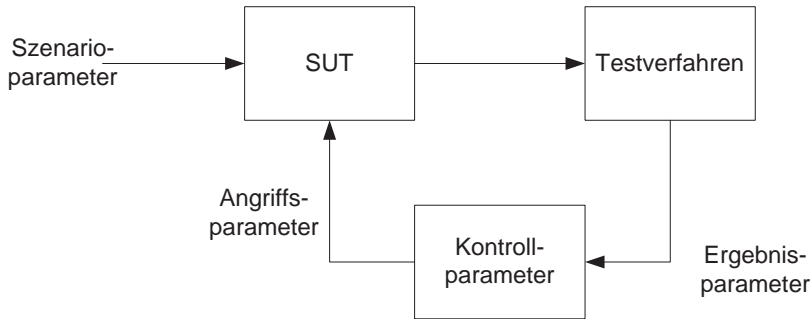 Szenario-
parameter
SUT
Testverfahren
Angriffs-
parameter
Kontroll-
parameter
Ergebnis-
parameter